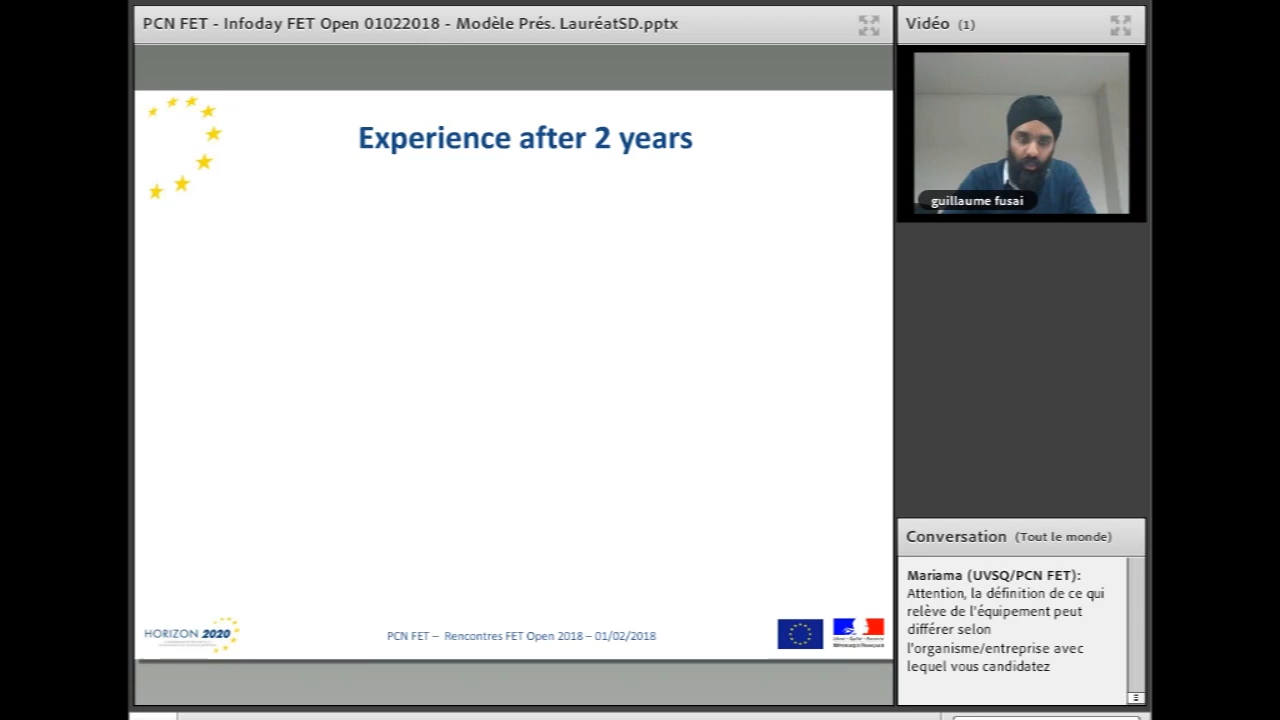 PCN FET - Infoday FET Open 01022018 - Modèle Prés. LauréatSD.pptx
Vidéo (1)
Experience after 2 years
guillaume fusai
Conversation (Tout le monde)
Mariama (UVSQ/PCN FET):
Attention, la définition de ce qui
relève de l'équipement peut
différer selon
l'organisme/entreprise avec
lequel vous candidatez
HORIZON 2020
PCN FET – Rencontres FET Open 2018 – 01/02/2018